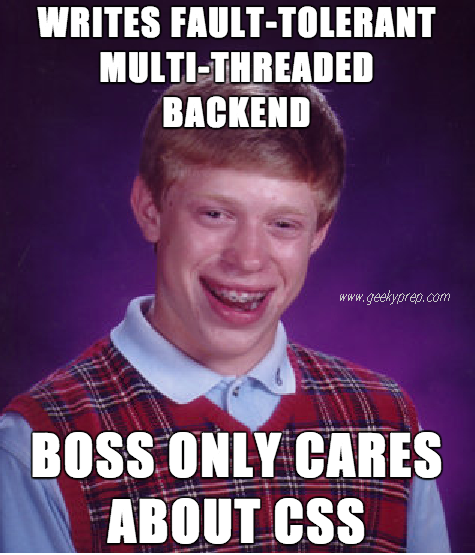 WRITES FAULT-TOLERANT
MULTI-THREADED
BACKEND
www.geekyprep.com
BOSS ONLY CARES
ABOUT CSS